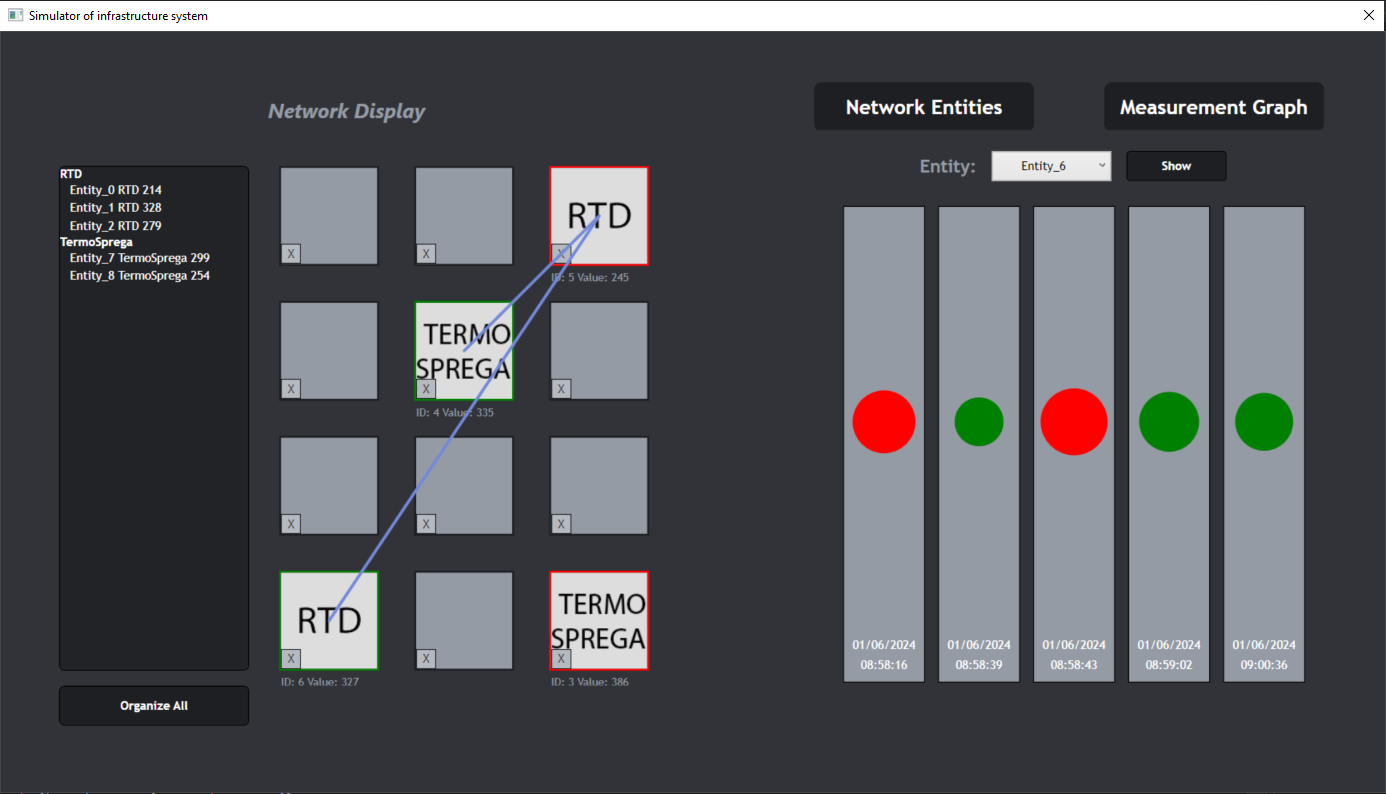 Simulator of infrastructure system
Network Display
Network Entities
Measurement Graph
Entity:
Entity_6
Show
RTD
Entity_0 RTD 214
Entity_1 RTD 328
Entity_2 RTD 279
TermoSprega
Entity_7 TermoSprega 299
Entity_8 TermoSprega 254
Organize All
X
X
RTD
X
ID: 5 Value: 245
X
TERMO
SPREGA
X
ID: 4 Value: 335
X
X
X
X
RTD
X
ID: 6 Value: 327
X
TERMO
SPREGA
X
ID: 3 Value: 386
01/06/2024
08:58:16
01/06/2024
08:58:39
01/06/2024
08:58:43
01/06/2024
08:59:02
01/06/2024
09:00:36